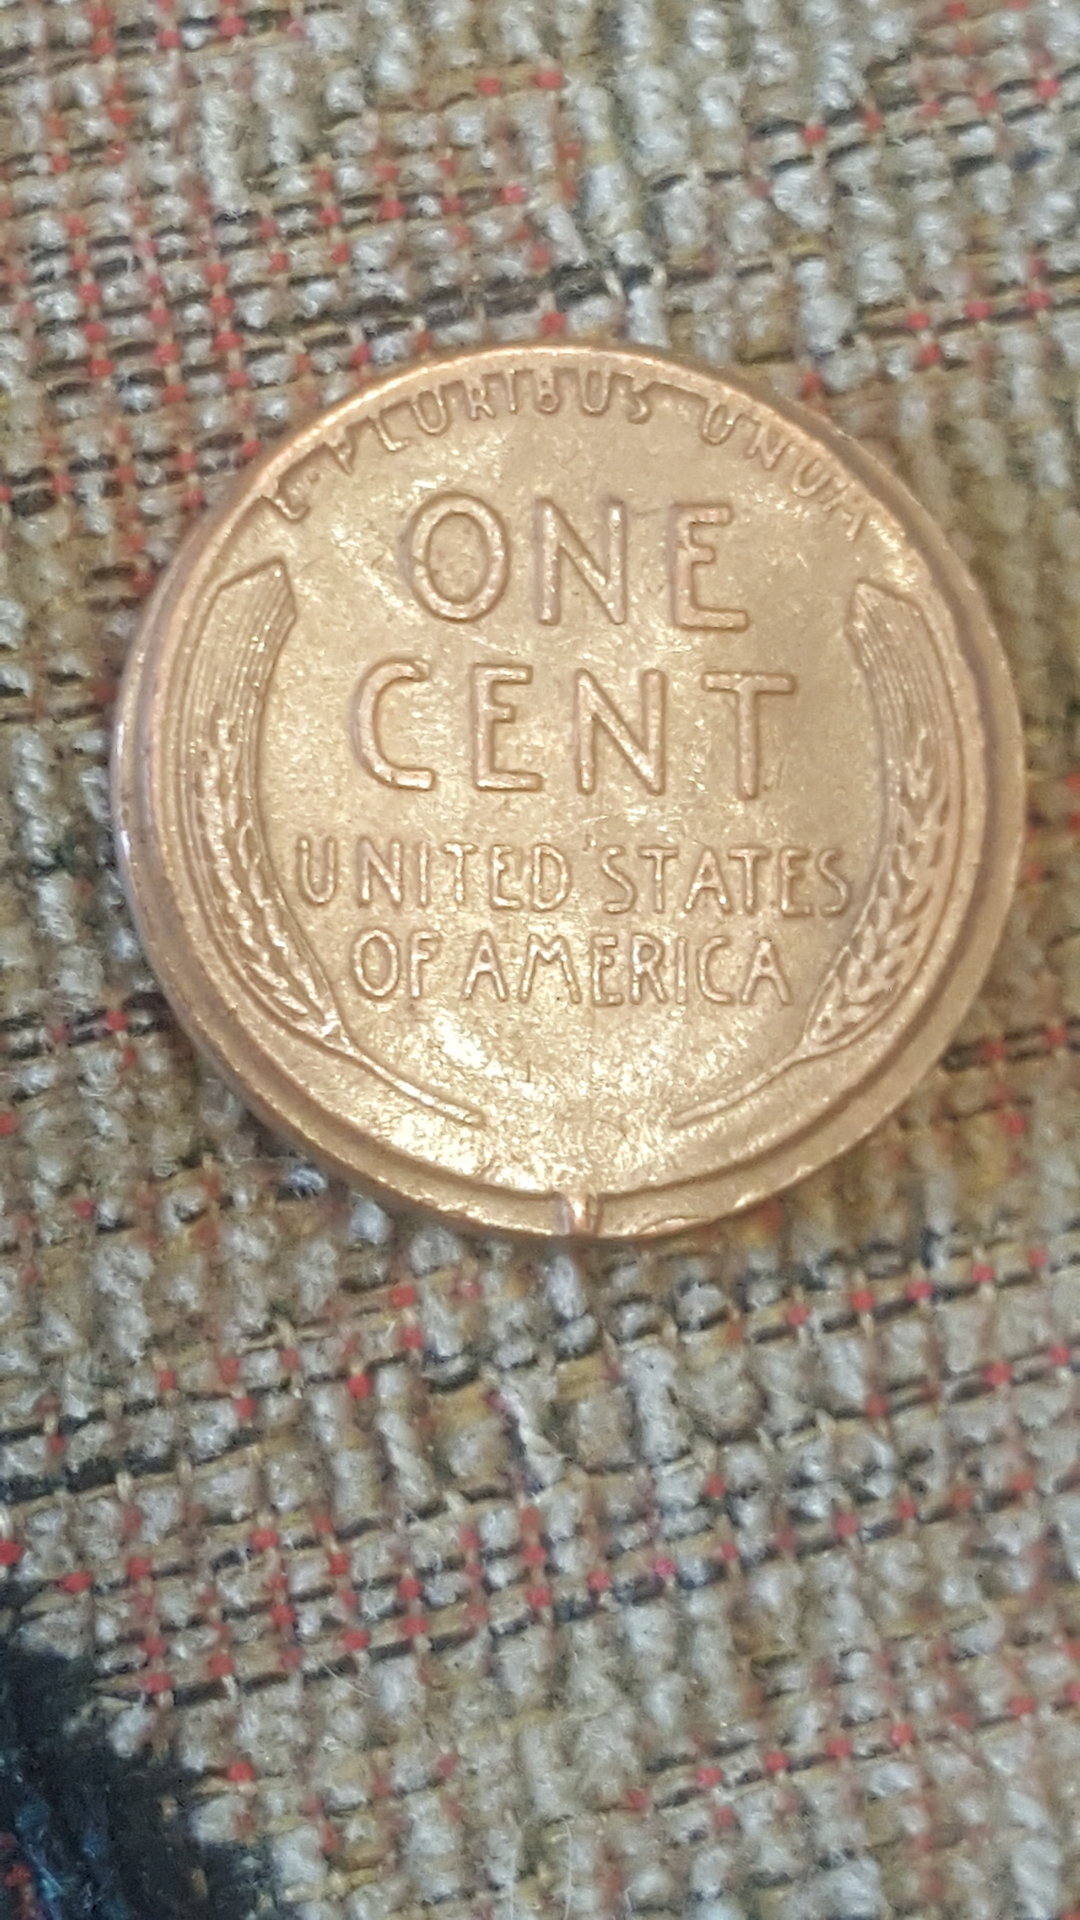 E·PLURIBUS UNUM
ONE
CENT
UNITED STATES
OF AMERICA